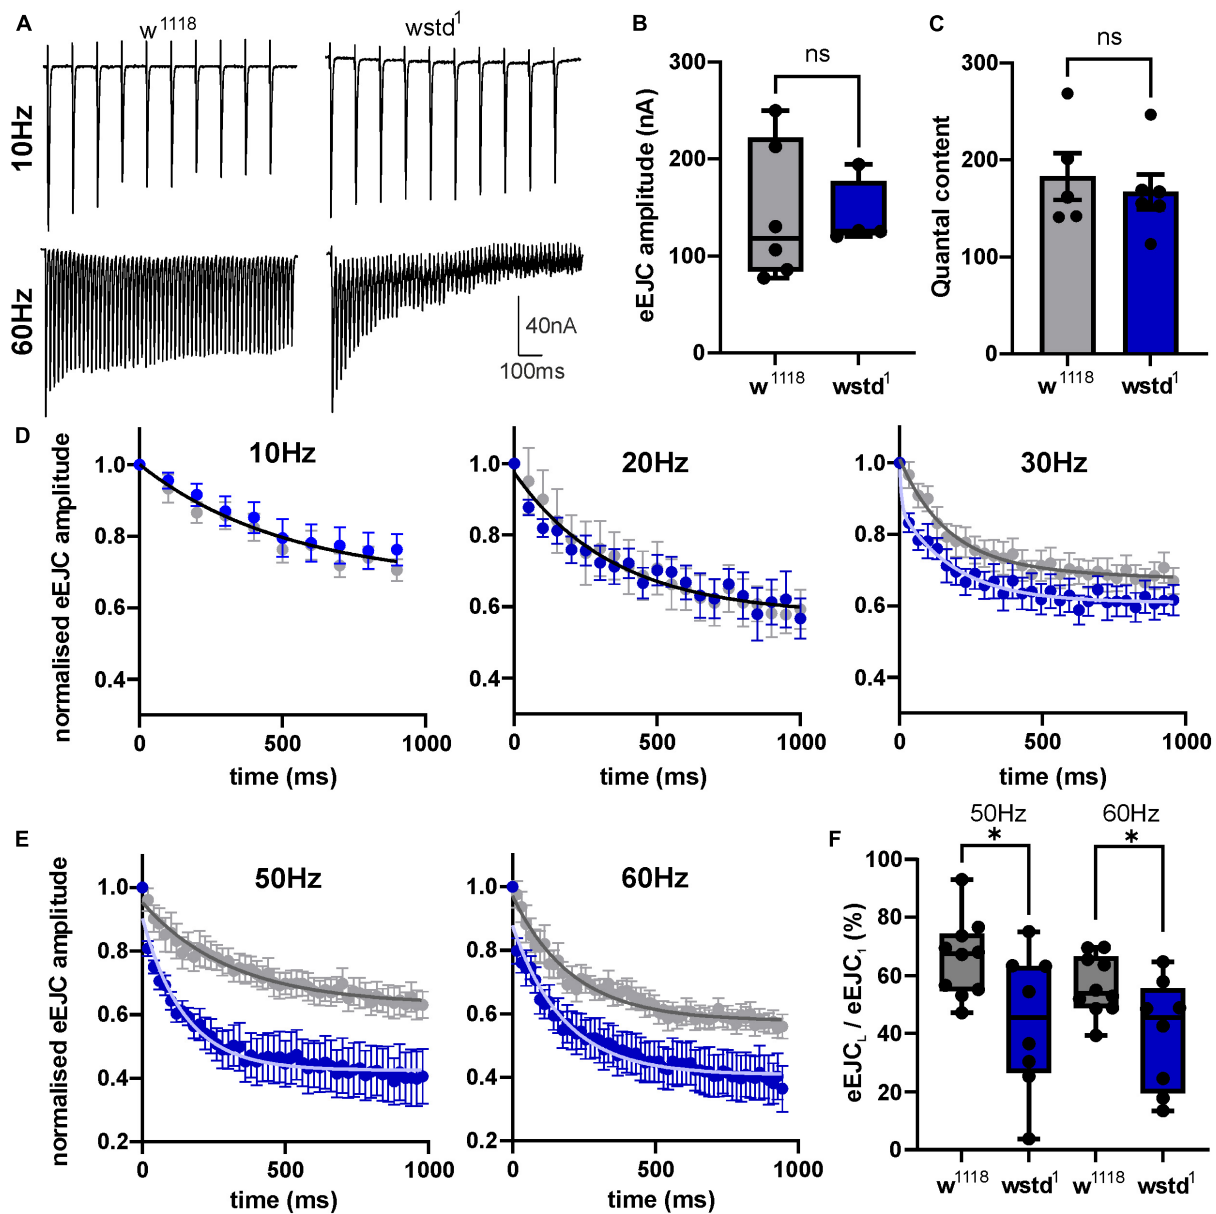 A
w¹¹¹⁸
wstd¹
10Hz
60Hz
40nA
100ms
B
ns
eEJC amplitude (nA)
300
200
100
0
w¹¹¹⁸
wstd¹
C
ns
Quantal content
300
200
100
0
w¹¹¹⁸
wstd¹
D
normalised eEJC amplitude
10Hz
1.0
0.8
0.6
0.4
0
500
1000
time (ms)
20Hz
1.0
0.8
0.6
0.4
0
500
1000
time (ms)
30Hz
1.0
0.8
0.6
0.4
0
500
1000
time (ms)
E
normalised eEJC amplitude
50Hz
1.0
0.8
0.6
0.4
0.2
0
500
1000
time (ms)
60Hz
1.0
0.8
0.6
0.4
0.2
0
500
1000
time (ms)
F
50Hz
60Hz
*
*
eEJC_L / eEJC₁ (%)
100
80
60
40
20
0
w¹¹¹⁸
wstd¹
w¹¹¹⁸
wstd¹